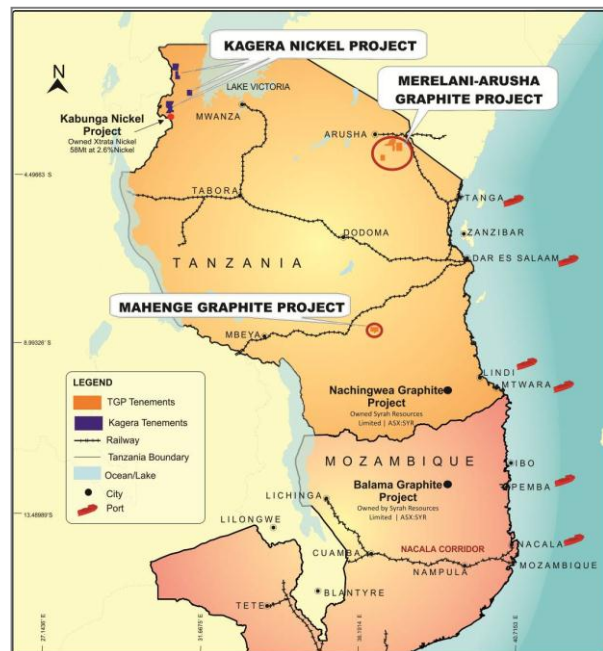 KAGERA NICKEL PROJECT
N
LAKE VICTORIA
MWANZA
MERELANI-ARUSHA
GRAPHITE PROJECT
Kabunga Nickel
Project
Owned Xtrata Nickel
58Mt at 2.6%Nickel
ARUSHA
TABORA
TANGA
DODOMA
ZANZIBAR
TANZANIA
DAR ES SALAAM
MAHENGE GRAPHITE PROJECT
MBEYA
LINDI
MTWARA
Nachingwea Graphite
Project
Owned Syrah Resources
Limited | ASX:SYR
LEGEND
TGP Tenements
Kagera Tenements
Railway
Tanzania Boundary
Ocean/Lake
City
Port
MOZAMBIQUE
IBO
Balama Graphite
Project
Owned by Syrah Resources
Limited | ASX:SYR
PEMBA
LICHINGA
LILONGWE
CUAMBA
NACALA CORRIDOR
NACALA
NAMPULA
MOZAMBIQUE
BLANTYRE
TETE